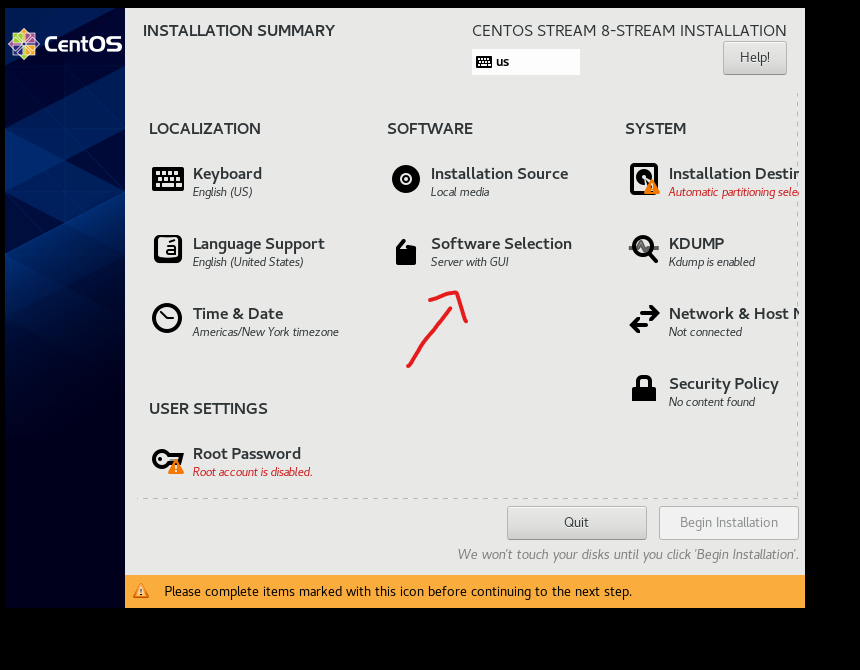 INSTALLATION SUMMARY
CENTOS STREAM 8-STREAM INSTALLATION
CentOS
us
Help!
LOCALIZATION
SOFTWARE
SYSTEM
Keyboard
English (US)
Installation Source
Local media
Installation Destin
Automatic partitioning sele
Language Support
English (United States)
Software Selection
Server with GUI
KDUMP
Kdump is enabled
Time & Date
Americas/New York timezone
Network & Host N
Not connected
Security Policy
No content found
USER SETTINGS
Root Password
Root account is disabled.
Quit
Begin Installation
We won't touch your disks until you click 'Begin Installation'.
Please complete items marked with this icon before continuing to the next step.